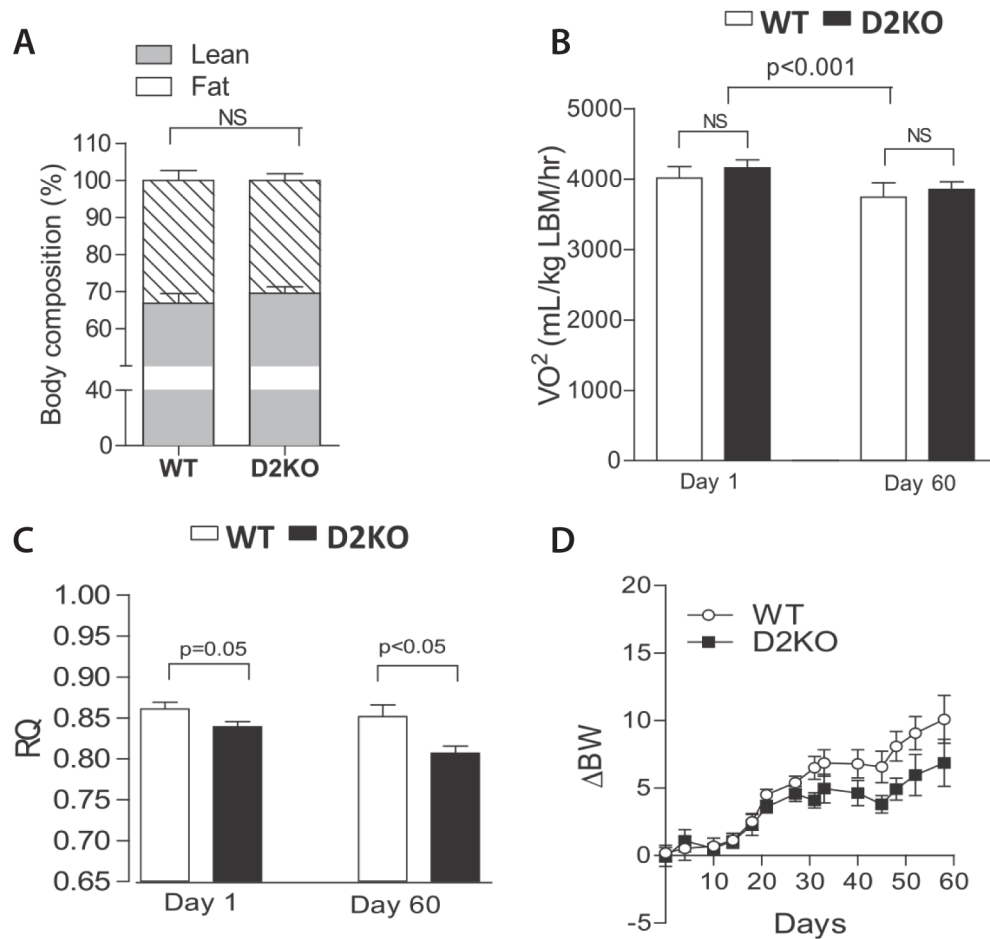 A
Lean
Fat
NS
Body composition (%)
110
100
90
80
70
60
40
0
WT
D2KO
B
WT D2KO
p<0.001
NS
NS
VO² (mL/kg LBM/hr)
5000
4000
4000
3000
2000
1000
0
Day 1
Day 60
C
WT D2KO
p=0.05
p<0.05
RQ
1.00
0.95
0.90
0.85
0.80
0.75
0.70
0.65
Day 1
Day 60
D
WT
D2KO
ΔBW
20
15
10
5
0
-5
10 20 30 40 50 60
Days